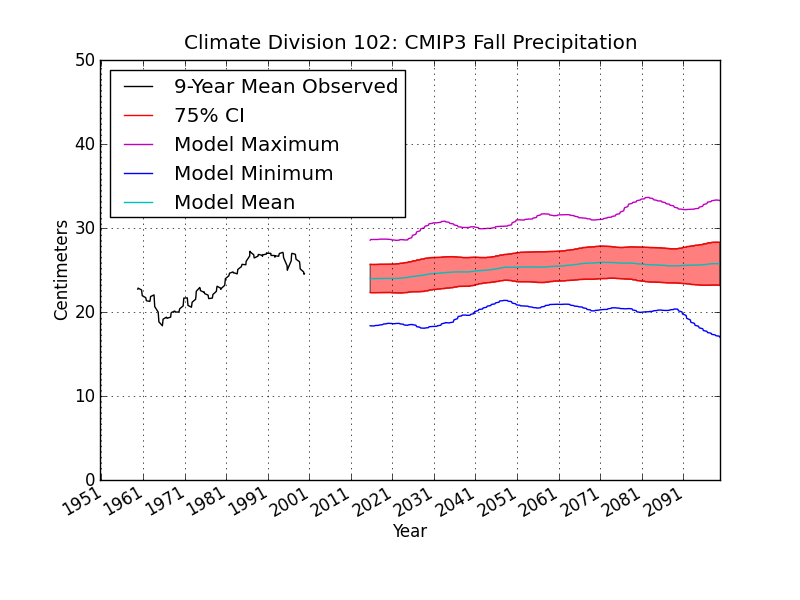 Climate Division 102: CMIP3 Fall Precipitation
9-Year Mean Observed
75% CI
Model Maximum
Model Minimum
Model Mean
Centimeters
50
40
30
20
10
0
1951 1961 1971 1981 1991 2001 2011 2021 2031 2041 2051 2061 2071 2081 2091
Year